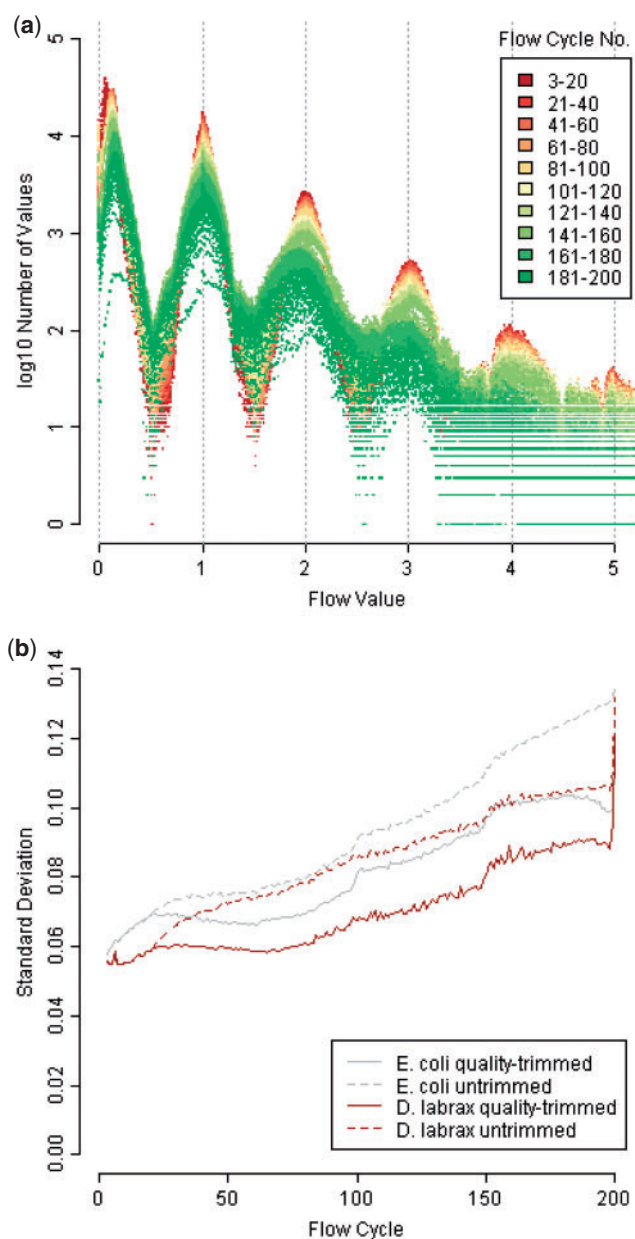 (a)
Flow Cycle No.
3-20
21-40
41-60
61-80
81-100
101-120
121-140
141-160
161-180
181-200
log10 Number of Values
5
4
3
2
1
0
0 1 2 3 4 5
Flow Value
(b)
Standard Deviation
0.14
0.12
0.10
0.08
0.06
0.04
0.02
0.00
E. coli quality-trimmed
E. coli untrimmed
D. labrax quality-trimmed
D. labrax untrimmed
0 50 100 150 200
Flow Cycle